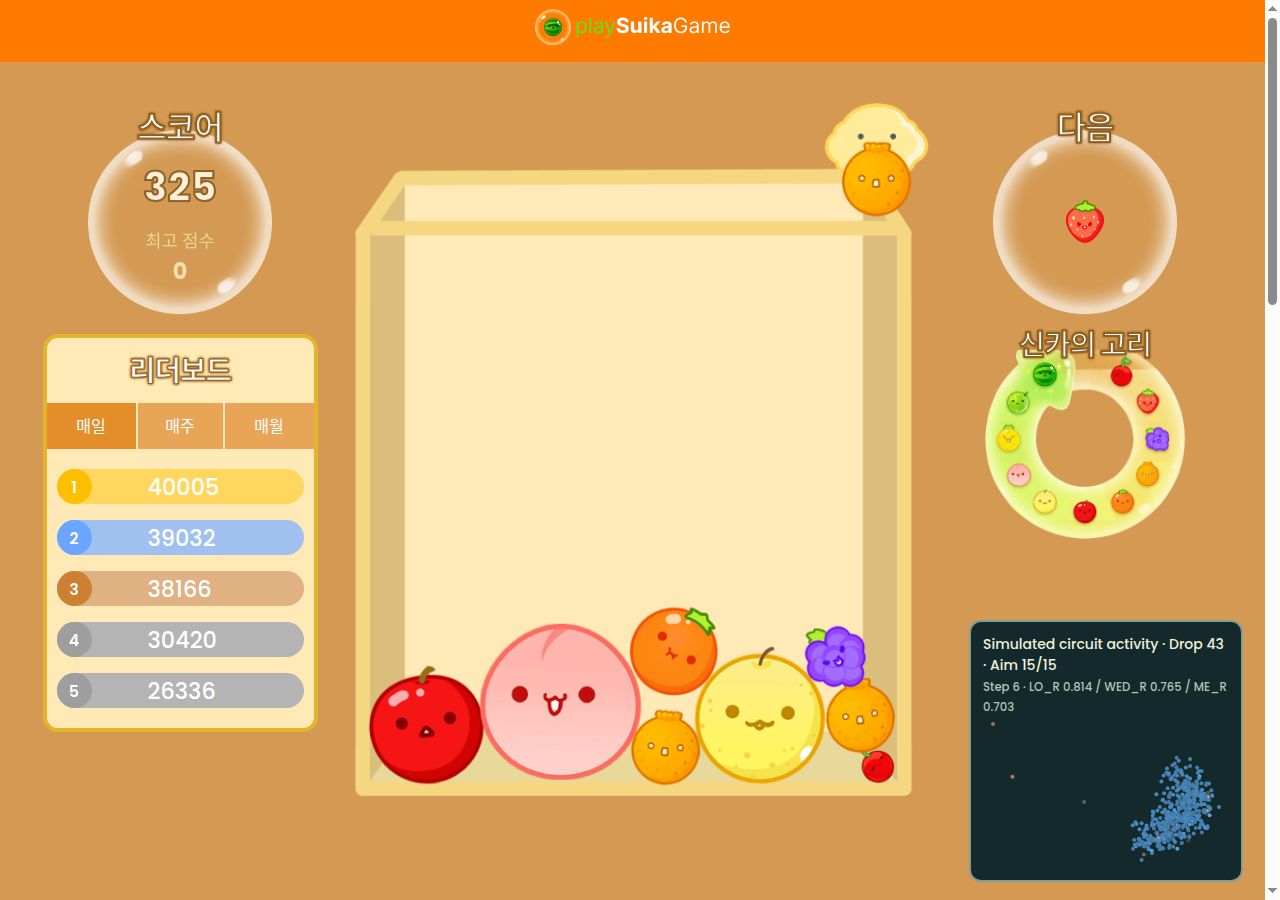 playSuikaGame
스코어
325
최고 점수
0
다음
리더보드
매일 매주 매월
1 40005
2 39032
3 38166
4 30420
5 26336
신카의 고리
Simulated circuit activity · Drop 43
· Aim 15/15
Step 6 · LO_R 0.814 / WED_R 0.765 / ME_R
0.703